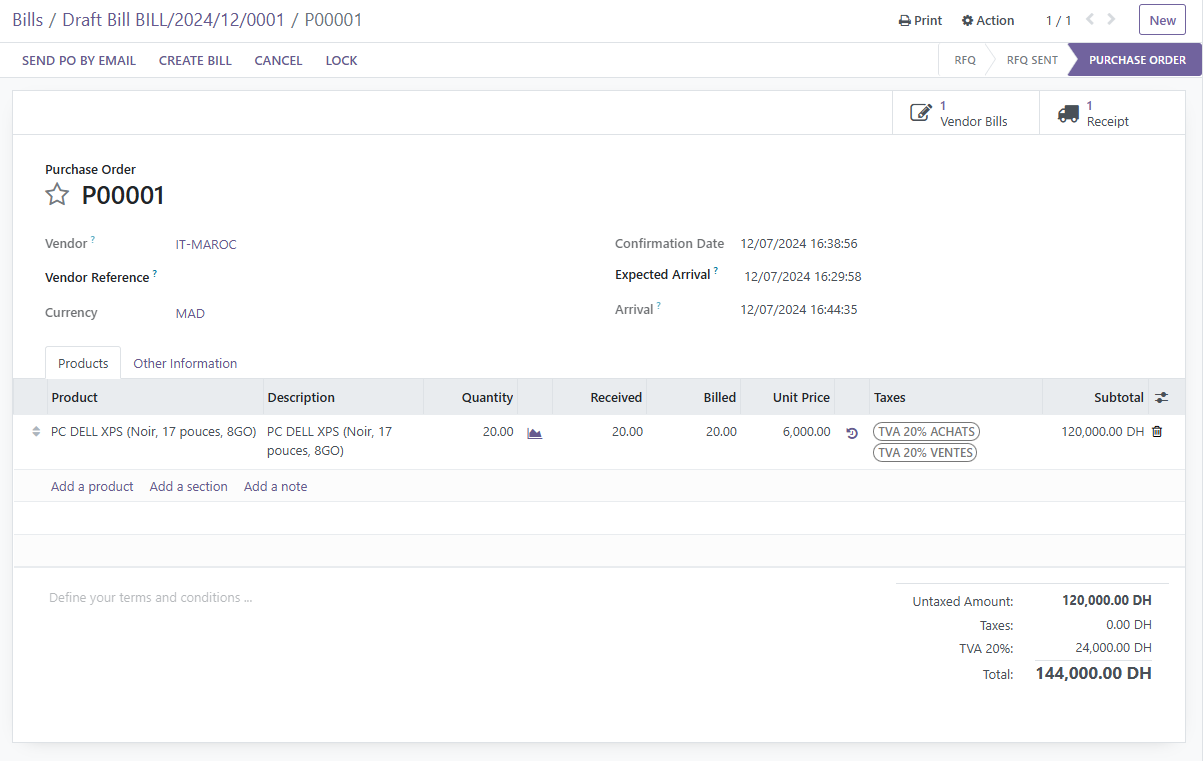 Bills / Draft Bill BILL/2024/12/0001 / P00001
Print Action 1 / 1 New
SEND PO BY EMAIL CREATE BILL CANCEL LOCK RFQ RFQ SENT PURCHASE ORDER
1 Vendor Bills
1 Receipt
Purchase Order
P00001
Vendor ? IT-MAROC
Confirmation Date 12/07/2024 16:38:56
Vendor Reference ?
Expected Arrival ? 12/07/2024 16:29:58
Currency MAD
Arrival ? 12/07/2024 16:44:35
Products Other Information
Product Description Quantity Received Billed Unit Price Taxes Subtotal
PC DELL XPS (Noir, 17 pouces, 8GO) PC DELL XPS (Noir, 17 20.00 20.00 20.00 6,000.00 TVA 20% ACHATS 120,000.00 DH
pouces, 8GO) TVA 20% VENTES
Add a product Add a section Add a note
Define your terms and conditions ...
Untaxed Amount: 120,000.00 DH
Taxes: 0.00 DH
TVA 20%: 24,000.00 DH
Total: 144,000.00 DH